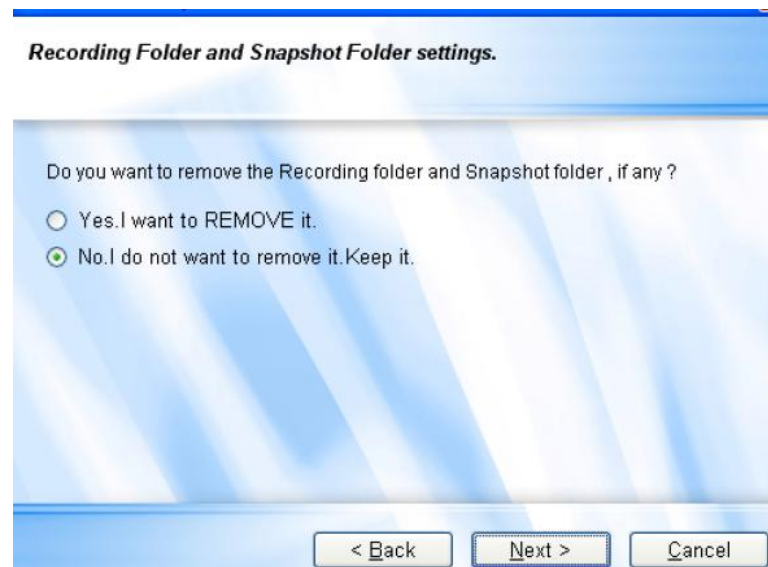 Recording Folder and Snapshot Folder settings.
Do you want to remove the Recording folder and Snapshot folder , if any ?
Yes.I want to REMOVE it.
No.I do not want to remove it.Keep it.
< Back
Next >
Cancel